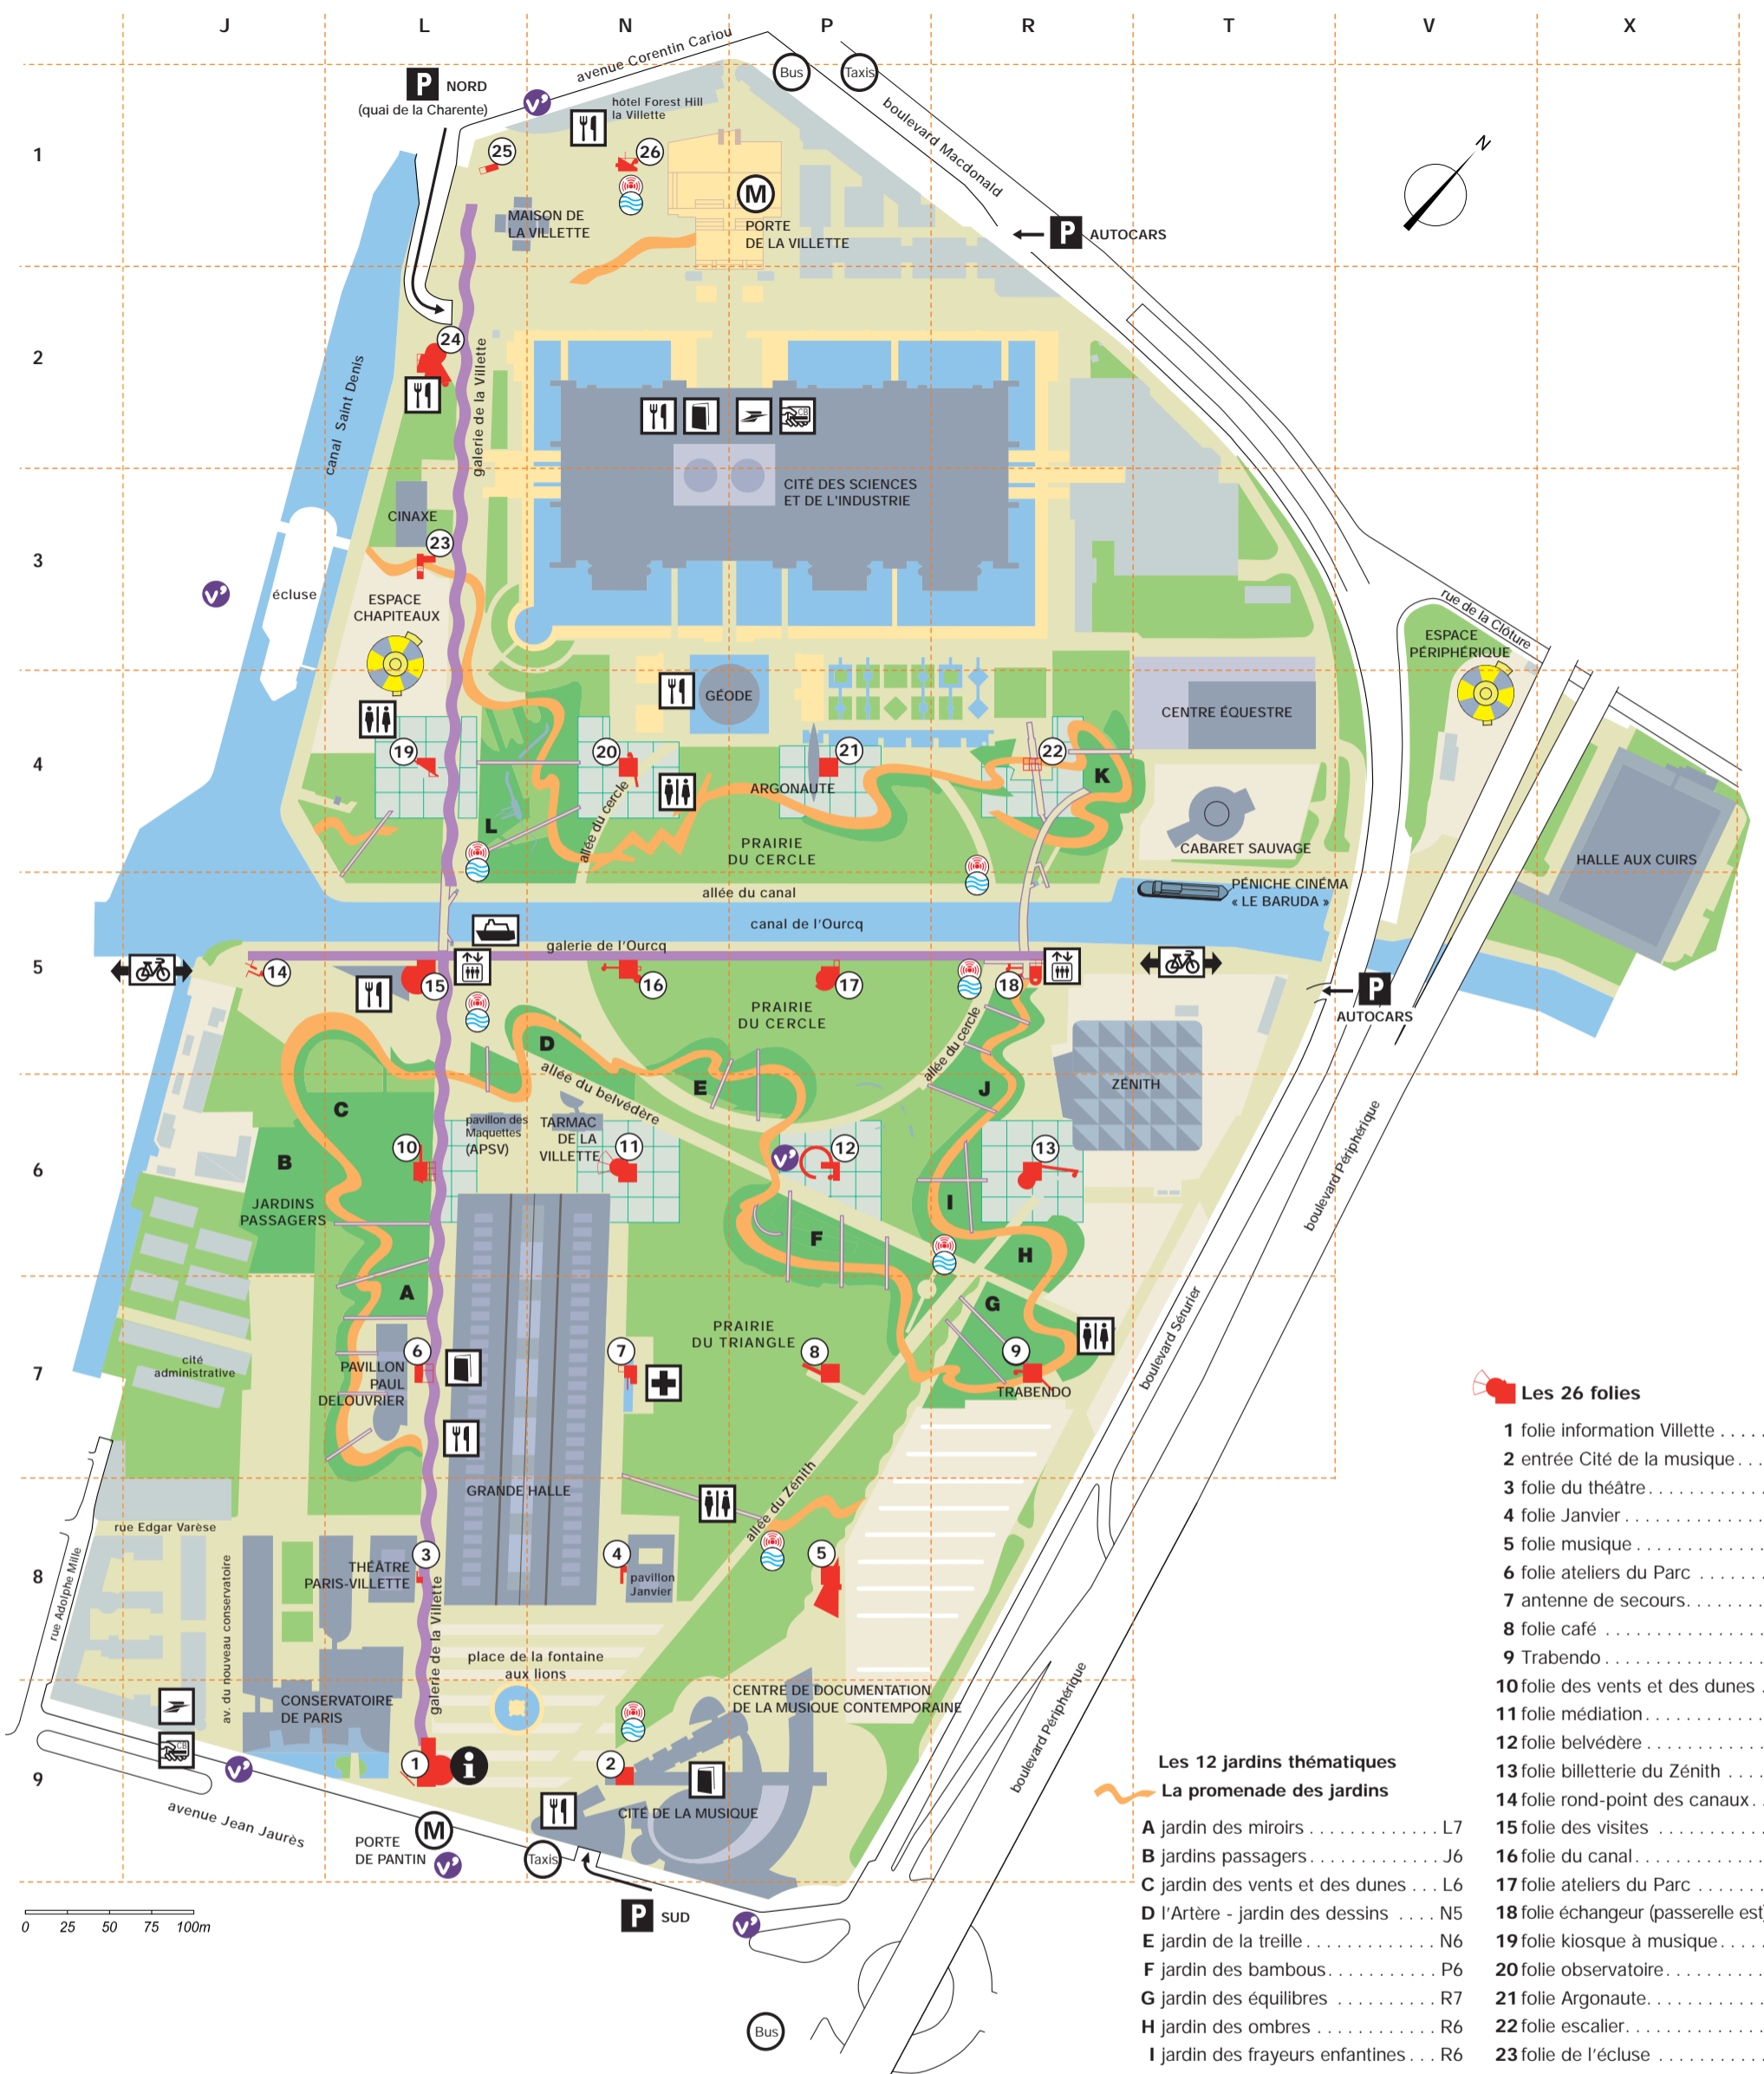 J L N P R T V X
avenue Corentin Cariou
Bus
Taxis
P NORD
(quai de la Charente)
v'
hôtel Forest Hill
la Villette
boulevard Macdonald
N
1
25
26
M
MAISON DE
LA VILLETTE
PORTE
DE LA VILLETTE
P AUTOCARS
2
24
canal Saint Denis
galerie de la Villette
CB
CITÉ DES SCIENCES
ET DE L'INDUSTRIE
CINAXE
3
23
v'
écluse
ESPACE
CHAPITEAUX
rue de la Clôture
ESPACE
PÉRIPHÉRIQUE
GÉODE
CENTRE ÉQUESTRE
4
19
20
21
22
K
ARGONAUTE
L
allée du cercle
PRAIRIE
DU CERCLE
CABARET SAUVAGE
HALLE AUX CUIRS
allée du canal
PÉNICHE CINÉMA
« LE BARUDA »
canal de l'Ourcq
galerie de l'Ourcq
5
14
15
16
17
18
P
AUTOCARS
PRAIRIE
DU CERCLE
D
allée du cercle
allée du belvédère
E
J
ZÉNITH
C
pavillon des
Maquettes
(APSV)
TARMAC
DE LA
VILLETTE
6
10
11
v'
12
13
B
JARDINS
PASSAGERS
boulevard Périphérique
I
F
H
A
G
boulevard Sérurier
PRAIRIE
DU TRIANGLE
7
6
7
8
9
cité
administrative
PAVILLON
PAUL
DELOUVRIER
TRABENDO
GRANDE HALLE
allée du Zénith
rue Edgar Varèse
rue Adolphe Mille
8
3
4
5
THÉÂTRE
PARIS-VILLETTE
pavillon
Janvier
av. du nouveau conservatoire
galerie de la Villette
place de la fontaine
aux lions
CONSERVATOIRE
DE PARIS
CENTRE DE DOCUMENTATION
DE LA MUSIQUE CONTEMPORAINE
boulevard Périphérique
9
CB
v'
1
i
2
CITÉ DE LA MUSIQUE
avenue Jean Jaurès
PORTE
DE PANTIN
M
v'
Taxis
P SUD
v'
Bus
0 25 50 75 100m
Les 12 jardins thématiques
La promenade des jardins
A jardin des miroirs . . . . . . . . . . . . . L7
B jardins passagers . . . . . . . . . . . . . J6
C jardin des vents et des dunes . . . L6
D l'Artère - jardin des dessins . . . . N5
E jardin de la treille . . . . . . . . . . . . . N6
F jardin des bambous . . . . . . . . . . . P6
G jardin des équilibres . . . . . . . . . . R7
H jardin des ombres . . . . . . . . . . . . R6
I jardin des frayeurs enfantines . . . R6
Les 26 folies
1 folie information Villette . . . . .
2 entrée Cité de la musique . . .
3 folie du théâtre . . . . . . . . . . . .
4 folie Janvier . . . . . . . . . . . . . .
5 folie musique . . . . . . . . . . . . .
6 folie ateliers du Parc . . . . . . .
7 antenne de secours . . . . . . . .
8 folie café . . . . . . . . . . . . . . . .
9 Trabendo . . . . . . . . . . . . . . . .
10 folie des vents et des dunes .
11 folie médiation . . . . . . . . . . . .
12 folie belvédère . . . . . . . . . . . .
13 folie billetterie du Zénith . . . .
14 folie rond-point des canaux . .
15 folie des visites . . . . . . . . . . .
16 folie du canal . . . . . . . . . . . . .
17 folie ateliers du Parc . . . . . . .
18 folie échangeur (passerelle est)
19 folie kiosque à musique . . . . .
20 folie observatoire . . . . . . . . . .
21 folie Argonaute . . . . . . . . . . . .
22 folie escalier . . . . . . . . . . . . . .
23 folie de l'écluse . . . . . . . . . . .